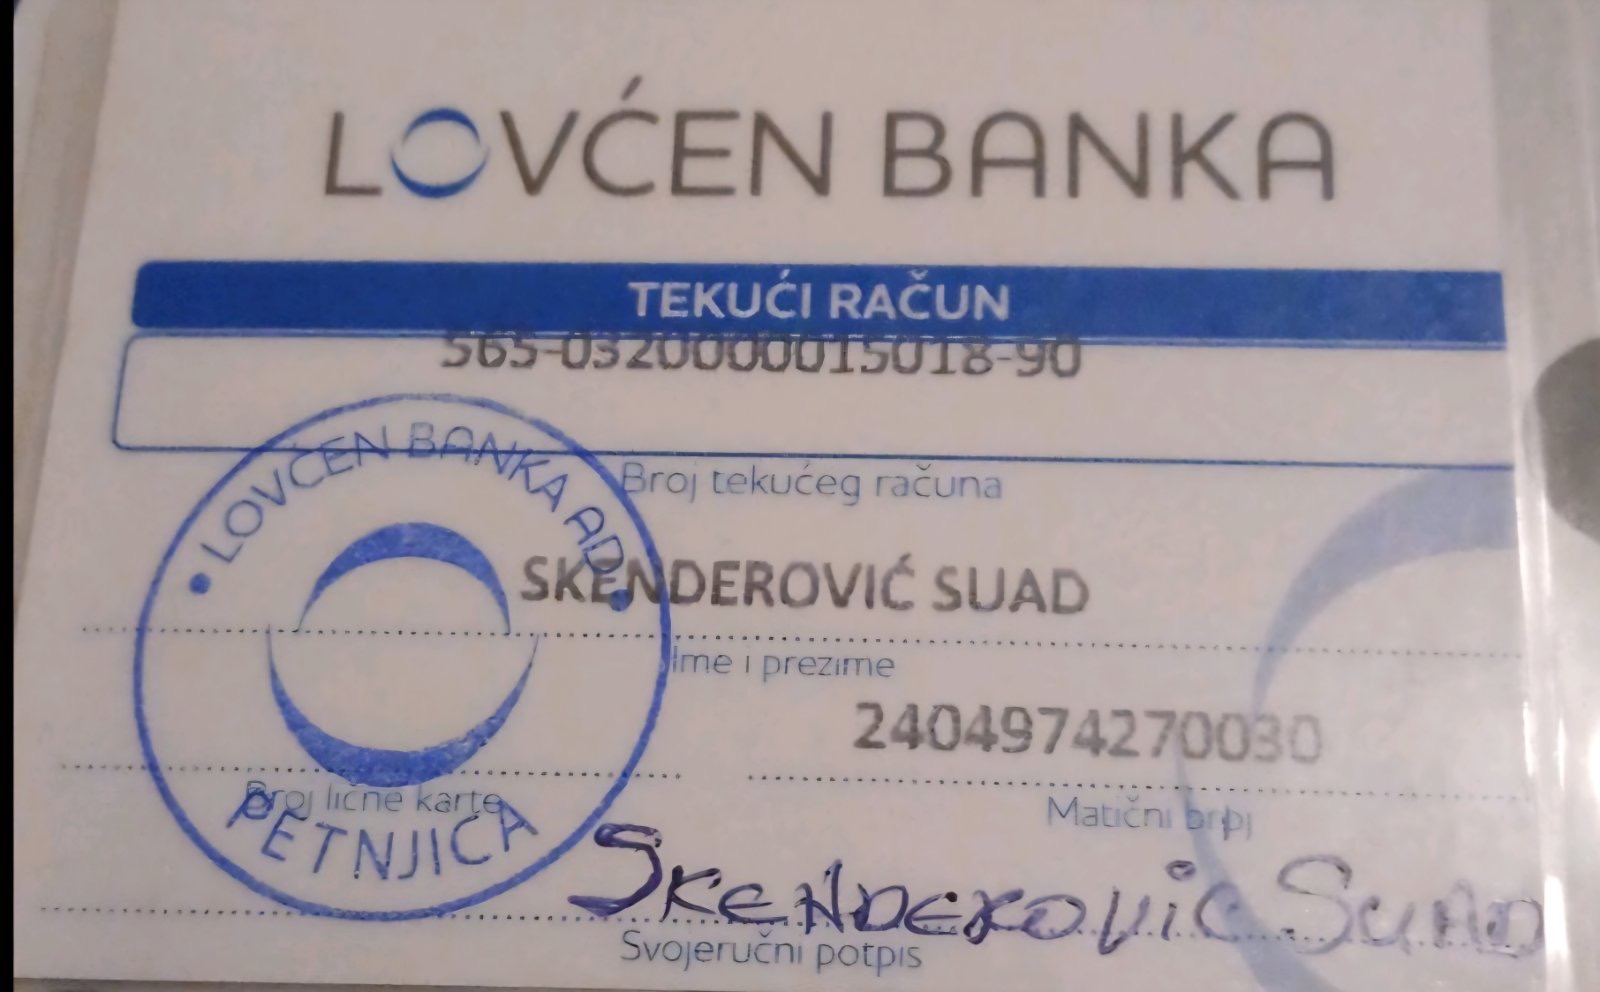 LOVĆEN BANKA
TEKUĆI RAČUN
565-0320000015018-90
Broj tekućeg računa
LOVĆEN BANKA AD
SKENDEROVIĆ SUAD
Ime i prezime
2404974270030
Broj lične karte
Matični broj
PETNJICA
SKENDEROVIC SUAD
Svojeručni potpis